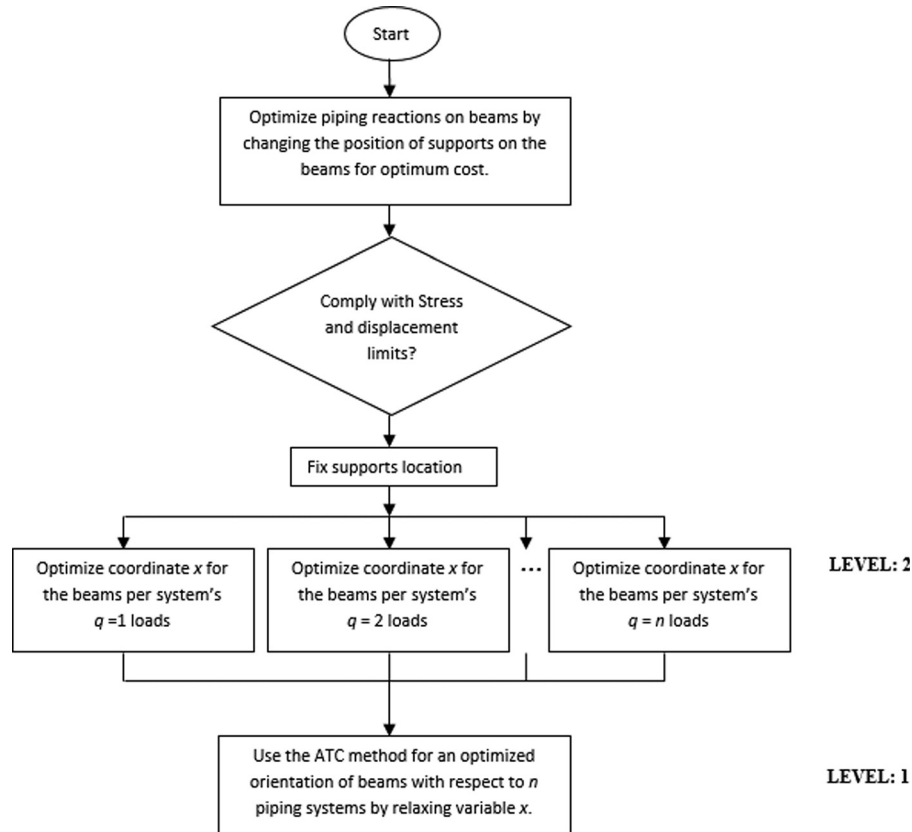 Start
Optimize piping reactions on beams by
changing the position of supports on the
beams for optimum cost.
Comply with Stress
and displacement
limits?
Fix supports location
Optimize coordinate x for
the beams per system's
q =1 loads
Optimize coordinate x for
the beams per system's
q = 2 loads
...
Optimize coordinate x for
the beams per system's
q = n loads
LEVEL: 2
Use the ATC method for an optimized
orientation of beams with respect to n
piping systems by relaxing variable x.
LEVEL: 1